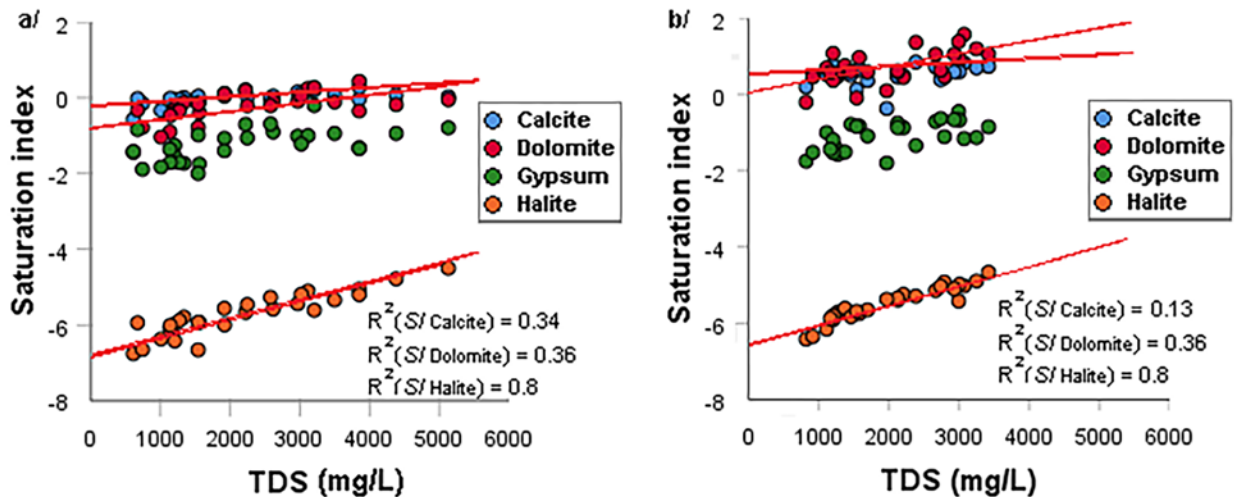 a/
2
0
-2
-4
-6
-8
0 1000 2000 3000 4000 5000 6000
Saturation index
TDS {mg/L}
Calcite
Dolomite
Gypsum
Halite
R²(SI Calcite) = 0.34
R²(SI Dolomite) = 0.36
R²(SI Halite) = 0.8
b/
2
0
-2
-4
-6
-8
0 1000 2000 3000 4000 5000 6000
Saturation index
TDS (mg/L)
Calcite
Dolomite
Gypsum
Halite
R²(SI Calcite) = 0.13
R²(SI Dolomite) = 0.36
R²(SI Halite) = 0.8